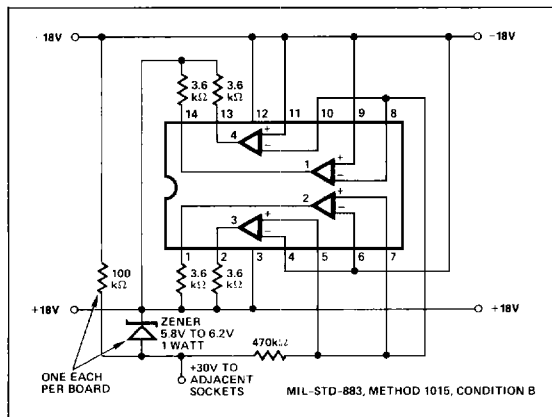 18V
-18V
3.6
kΩ
3.6
kΩ
14 13 12 11 10 9 8
4
+
−
1
+
−
2
+
−
3
+
−
1 2 3 4 5 6 7
100
kΩ
3.6
kΩ
3.6
kΩ
+18V
+18V
ZENER
5.8V TO 6.2V
1 WATT
470kΩ
ONE EACH
PER BOARD
+30V TO
ADJACENT
SOCKETS
MIL-STD-883, METHOD 1015, CONDITION B